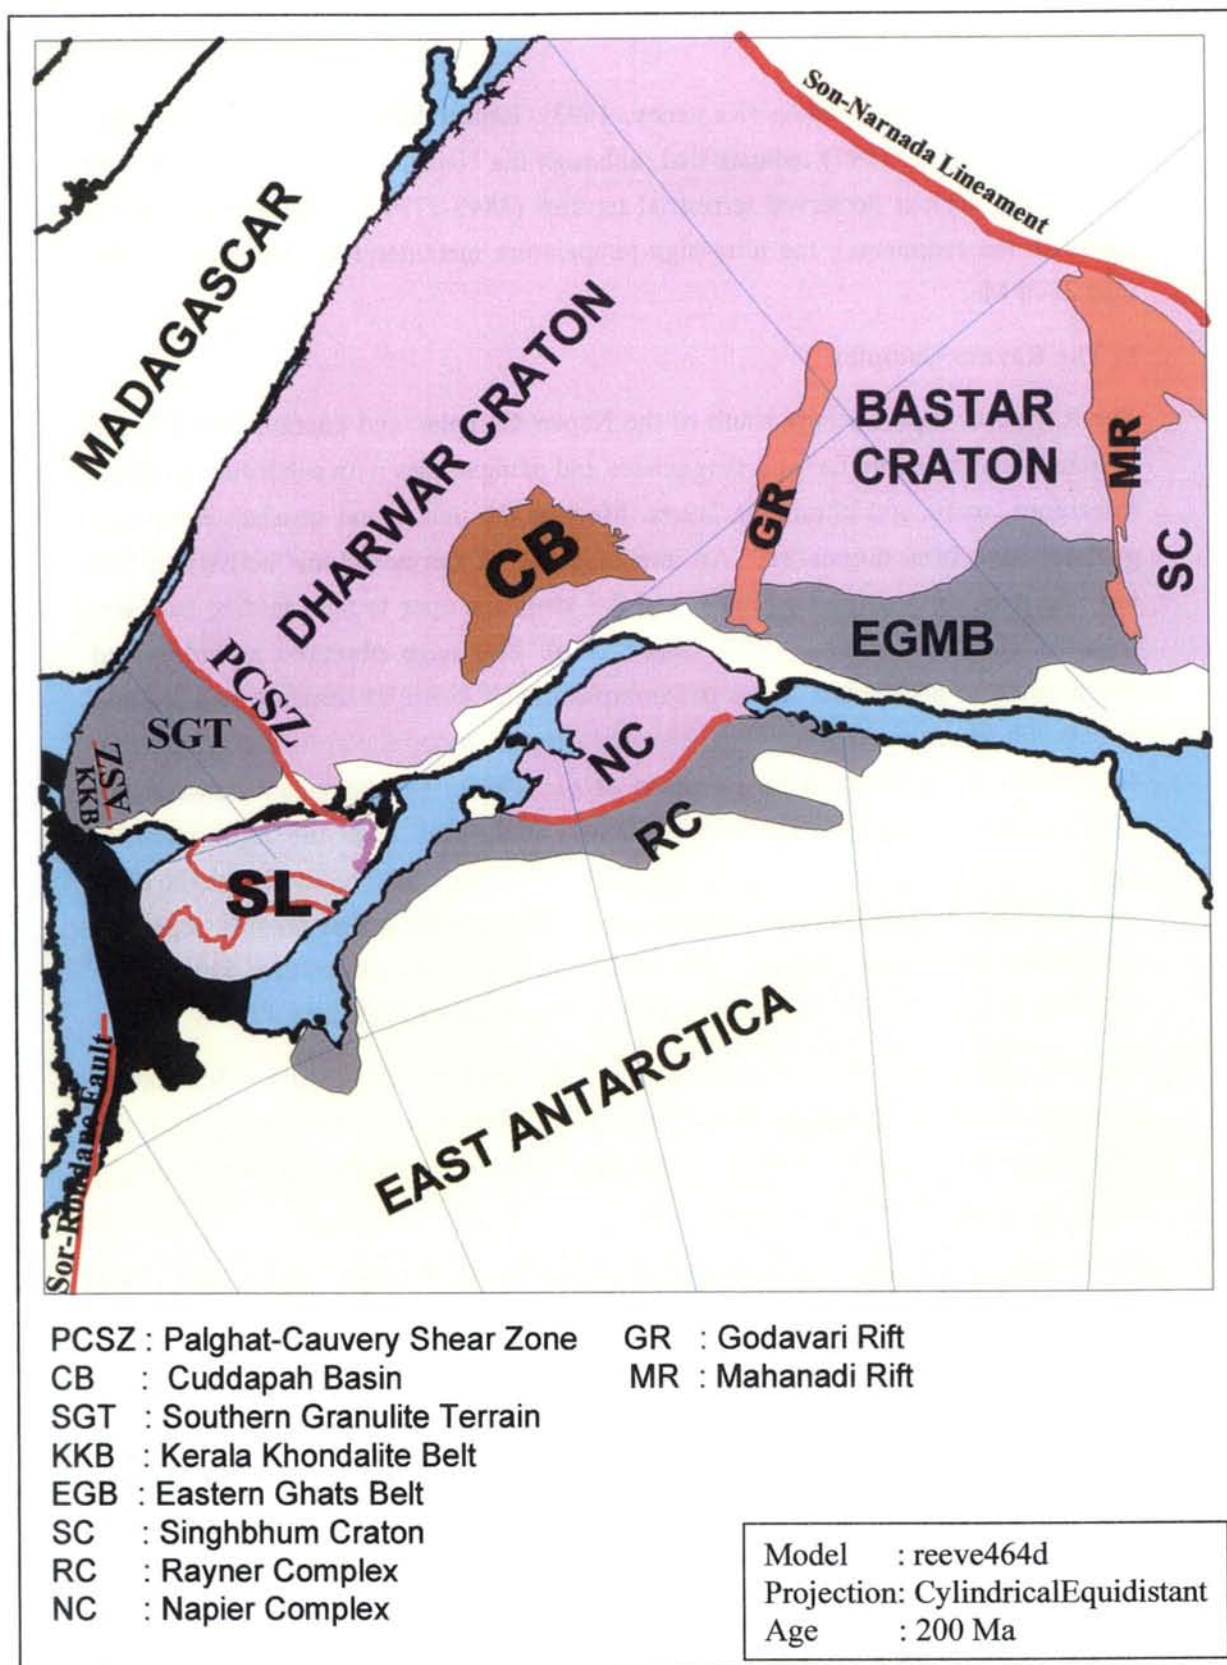 Son-Narnada Lineament
MADAGASCAR
DHARWAR CRATON
BASTAR
CRATON
MR
GR
CB
SC
EGMB
PCSZ
SGT
NC
ZSA
KKB
RC
SL
EAST ANTARCTICA
Sor-Rondane Fault
PCSZ : Palghat-Cauvery Shear Zone GR : Godavari Rift
CB : Cuddapah Basin MR : Mahanadi Rift
SGT : Southern Granulite Terrain
KKB : Kerala Khondalite Belt
EGB : Eastern Ghats Belt
SC : Singhbhum Craton
RC : Rayner Complex
NC : Napier Complex
Model : reeve464d
Projection: CylindricalEquidistant
Age : 200 Ma